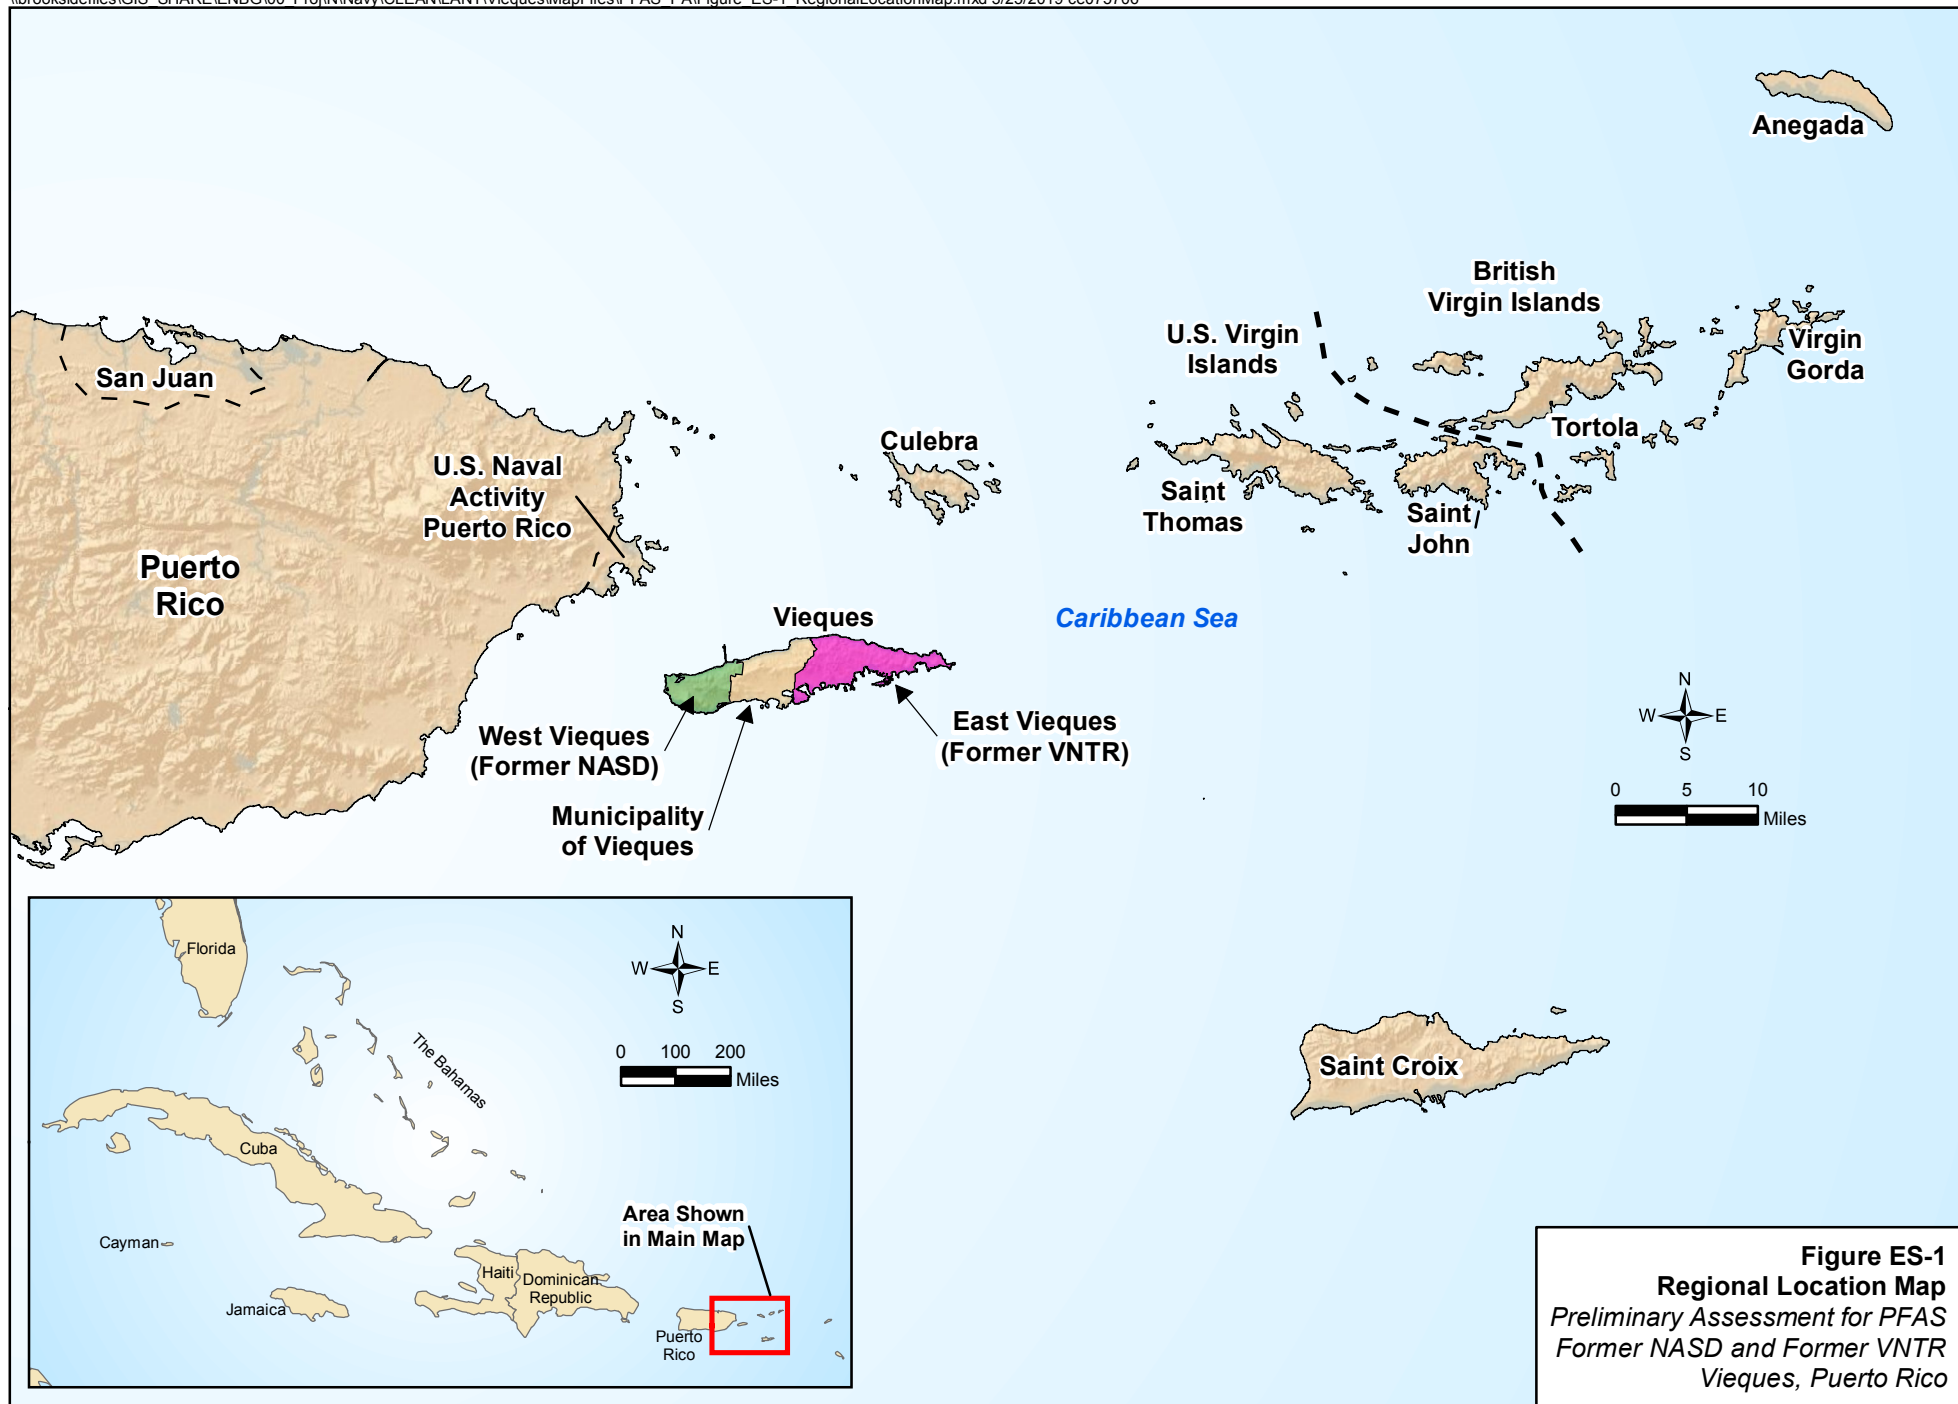 Anegada
British
Virgin Islands
U.S. Virgin
Islands
Virgin
Gorda
San Juan
Tortola
Culebra
U.S. Naval
Activity
Puerto Rico
Saint
Thomas
Saint
John
Puerto
Rico
Vieques
Caribbean Sea
West Vieques
(Former NASD)
East Vieques
(Former VNTR)
Municipality
of Vieques
N
W E
S
0 5 10
Miles
Saint Croix
Florida
N
W E
S
0 100 200
Miles
The Bahamas
Cuba
Cayman
Area Shown
in Main Map
Haiti
Dominican
Republic
Jamaica
Puerto
Rico
Figure ES-1
Regional Location Map
Preliminary Assessment for PFAS
Former NASD and Former VNTR
Vieques, Puerto Rico